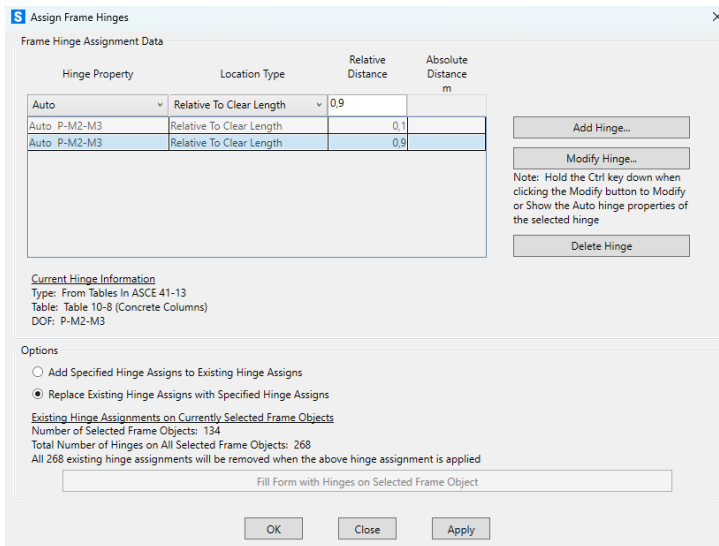 S Assign Frame Hinges
Frame Hinge Assignment Data
Hinge Property Location Type Relative Distance Absolute Distance m
Auto Relative To Clear Length 0,9
Auto P-M2-M3 Relative To Clear Length 0,1
Auto P-M2-M3 Relative To Clear Length 0,9
Add Hinge...
Modify Hinge...
Note: Hold the Ctrl key down when
clicking the Modify button to Modify
or Show the Auto hinge properties of
the selected hinge
Delete Hinge
Current Hinge Information
Type: From Tables In ASCE 41-13
Table: Table 10-8 (Concrete Columns)
DOF: P-M2-M3
Options
Add Specified Hinge Assigns to Existing Hinge Assigns
Replace Existing Hinge Assigns with Specified Hinge Assigns
Existing Hinge Assignments on Currently Selected Frame Objects
Number of Selected Frame Objects: 134
Total Number of Hinges on All Selected Frame Objects: 268
All 268 existing hinge assignments will be removed when the above hinge assignment is applied
Fill Form with Hinges on Selected Frame Object
OK Close Apply